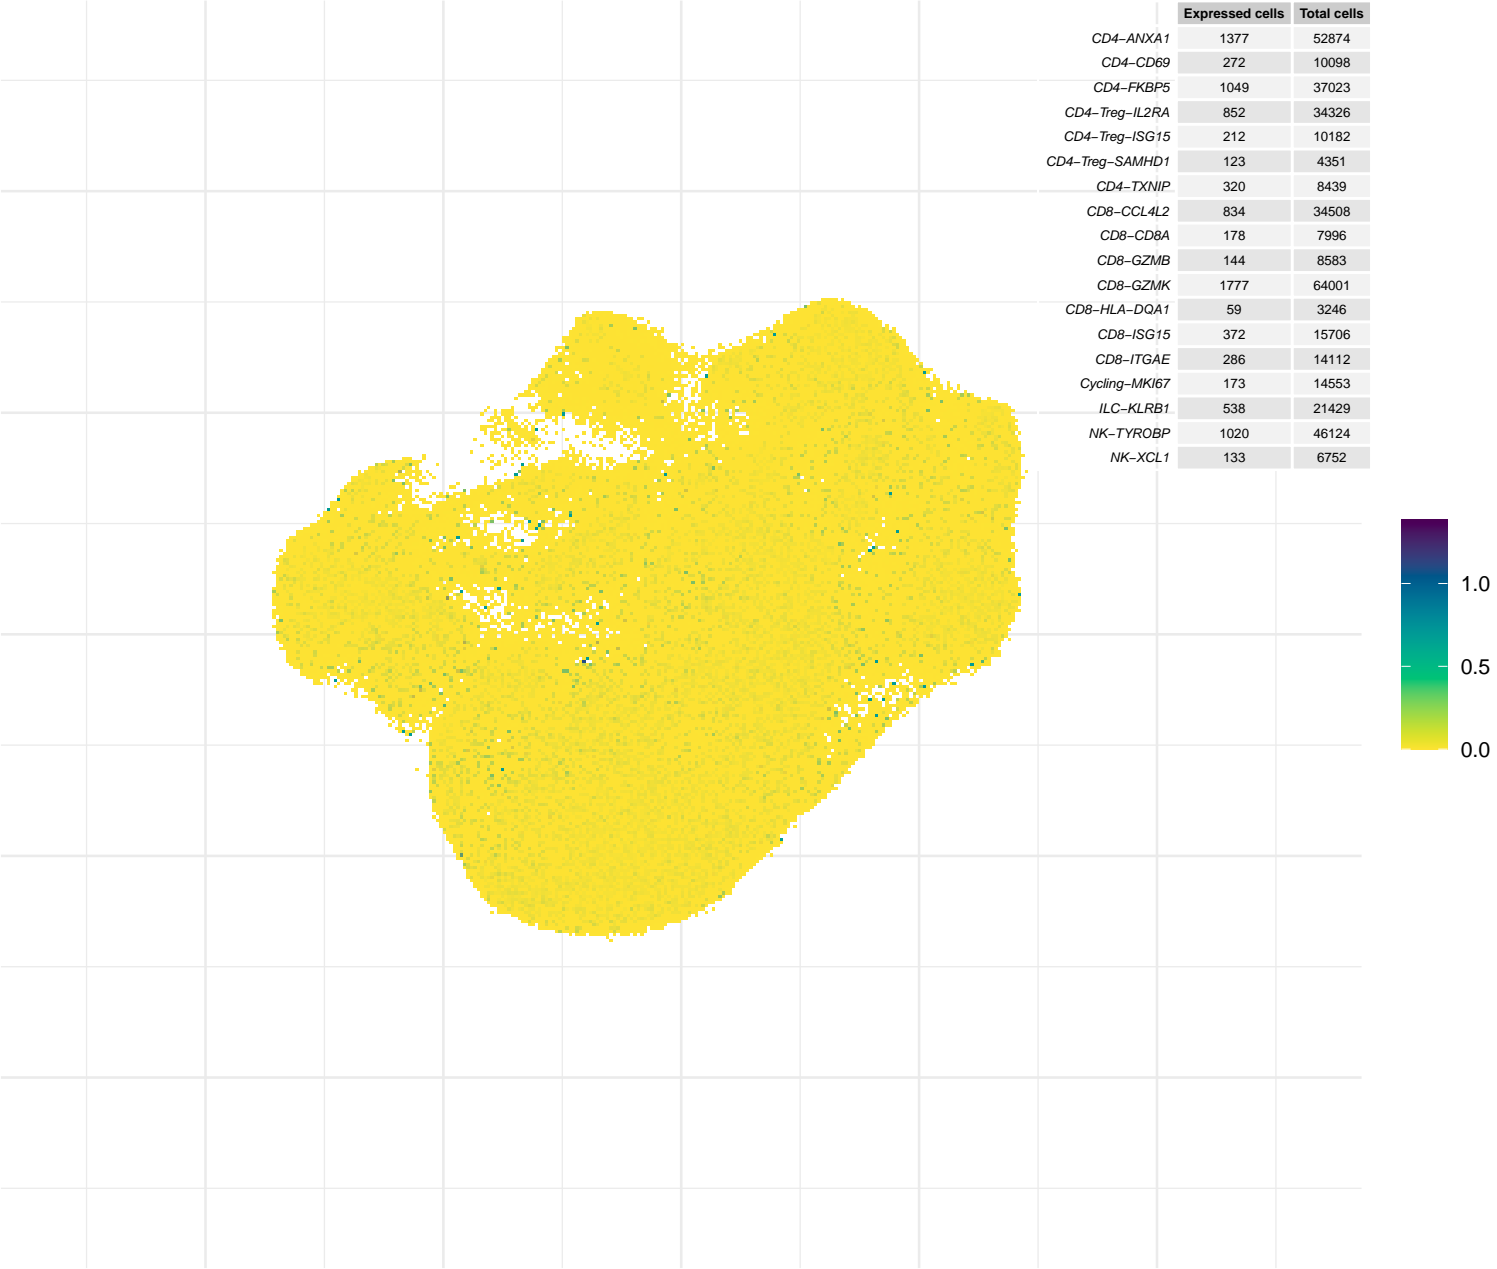 Expressed cells Total cells
CD4−ANXA1 1377 52874
CD4−CD69 272 10098
CD4−FKBP5 1049 37023
CD4−Treg−IL2RA 852 34326
CD4−Treg−ISG15 212 10182
CD4−Treg−SAMHD1 123 4351
CD4−TXNIP 320 8439
CD8−CCL4L2 834 34508
CD8−CD8A 178 7996
CD8−GZMB 144 8583
CD8−GZMK 1777 64001
CD8−HLA−DQA1 59 3246
CD8−ISG15 372 15706
CD8−ITGAE 286 14112
Cycling−MKI67 173 14553
ILC−KLRB1 538 21429
NK−TYROBP 1020 46124
NK−XCL1 133 6752
1.0
0.5
0.0